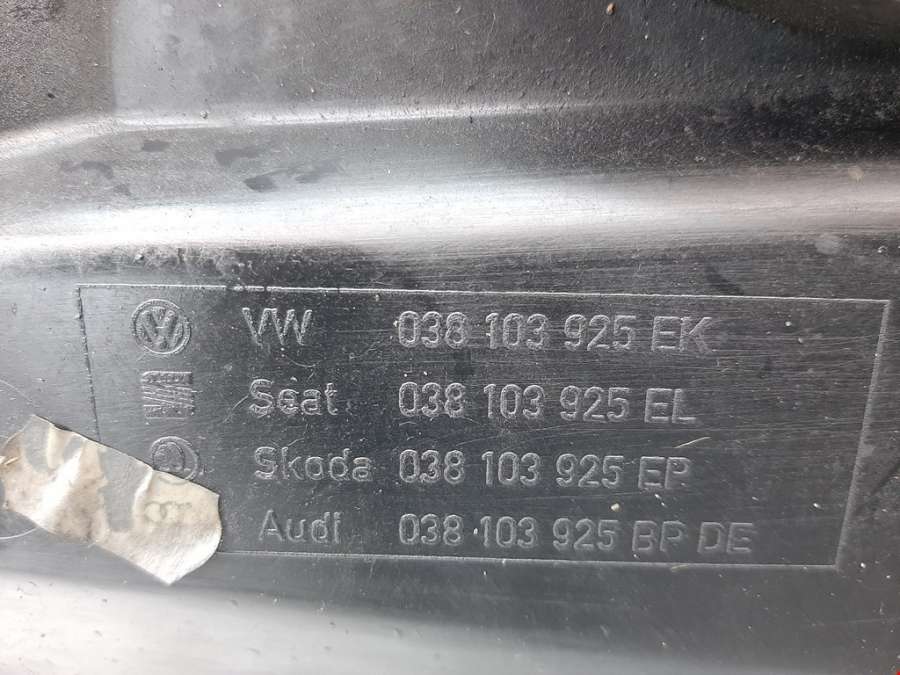 VW 038 103 925 EK
Seat 038 103 925 EL
Skoda 038 103 925 EP
Audi 038 103 925 BP DE